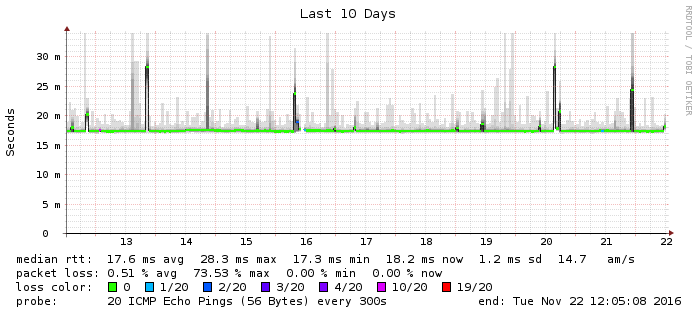 Last 10 Days
RRDTOOL / TOBI OETIKER
Seconds
30 m
25 m
20 m
15 m
10 m
5 m
0
13 14 15 16 17 18 19 20 21 22
median rtt: 17.6 ms avg 28.3 ms max 17.3 ms min 18.2 ms now 1.2 ms sd 14.7 am/s
packet loss: 0.51 % avg 73.53 % max 0.00 % min 0.00 % now
loss color: 0 1/20 2/20 3/20 4/20 10/20 19/20
probe: 20 ICMP Echo Pings (56 Bytes) every 300s end: Tue Nov 22 12:05:08 2016